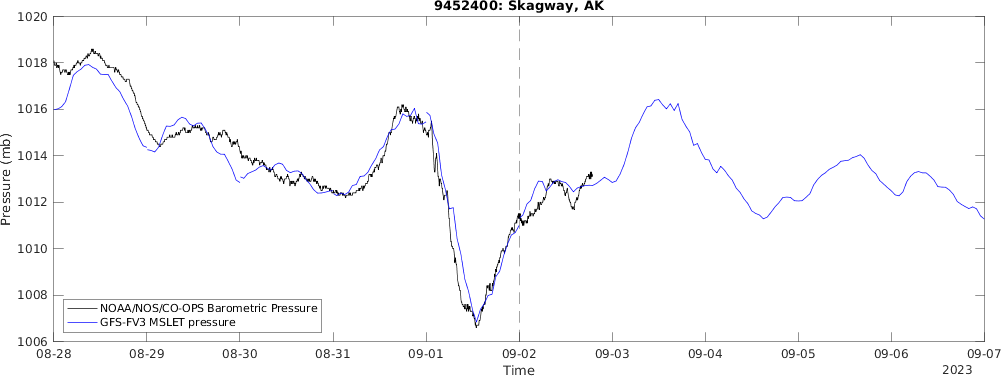 9452400: Skagway, AK
Pressure (mb)
1020
1018
1016
1014
1012
1010
1008
1006
NOAA/NOS/CO-OPS Barometric Pressure
GFS-FV3 MSLET pressure
08-28 08-29 08-30 08-31 09-01 09-02 09-03 09-04 09-05 09-06 09-07
Time
2023